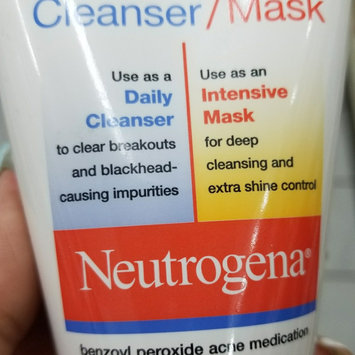 Cleanser/Mask
Use as a
Daily
Cleanser
to clear breakouts
and blackhead-
causing impurities
Use as an
Intensive
Mask
for deep
cleansing and
extra shine control
Neutrogena®
benzoyl peroxide acne medication